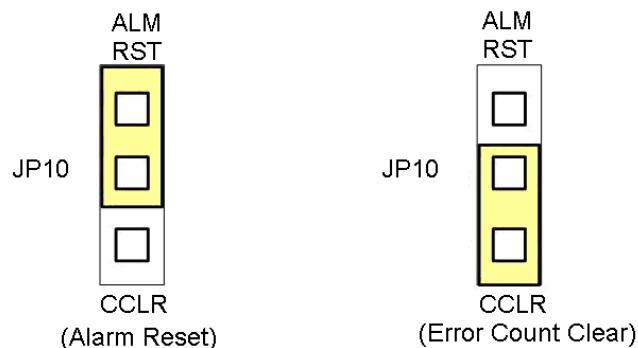 ALM
RST
JP10
CCLR
(Alarm Reset)
ALM
RST
JP10
CCLR
(Error Count Clear)